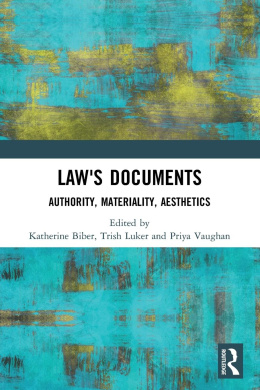 LAW'S DOCUMENTS
AUTHORITY, MATERIALITY, AESTHETICS
Edited by
Katherine Biber, Trish Luker and Priya Vaughan
ROUTLEDGE